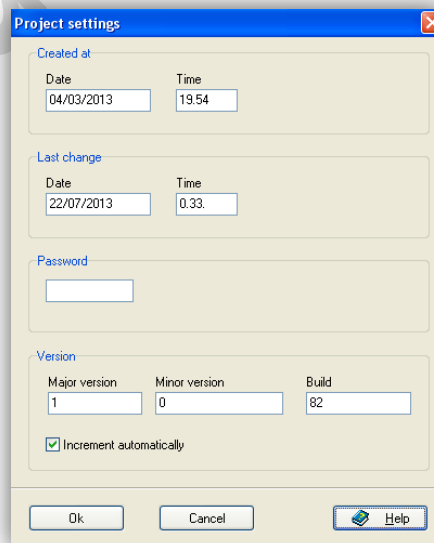 Project settings
Created at
Date Time
04/03/2013 19.54
Last change
Date Time
22/07/2013 0.33.
Password
Version
Major version Minor version Build
1 0 82
Increment automatically
Ok Cancel Help